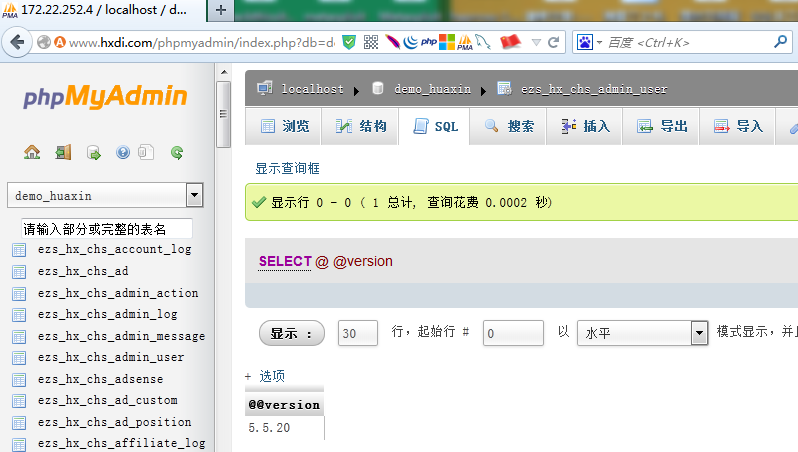 172.22.252.4 / localhost / d...
www.hxdi.com/phpmyadmin/index.php?db=d
php
PMA
百度 <Ctrl+K>
phpMyAdmin
demo_huaxin
请输入部分或完整的表名
ezs_hx_chs_account_log
ezs_hx_chs_ad
ezs_hx_chs_admin_action
ezs_hx_chs_admin_log
ezs_hx_chs_admin_message
ezs_hx_chs_admin_user
ezs_hx_chs_adsense
ezs_hx_chs_ad_custom
ezs_hx_chs_ad_position
ezs_hx_chs_affiliate_log
localhost ▸ demo_huaxin ▸ ezs_hx_chs_admin_user
浏览 结构 SQL 搜索 插入 导出 导入
显示查询框
显示行 0 - 0 ( 1 总计, 查询花费 0.0002 秒)
SELECT @ @version
显示 : 30 行，起始行 # 0 以 水平 模式显示，并且
+ 选项
@@version
5.5.20